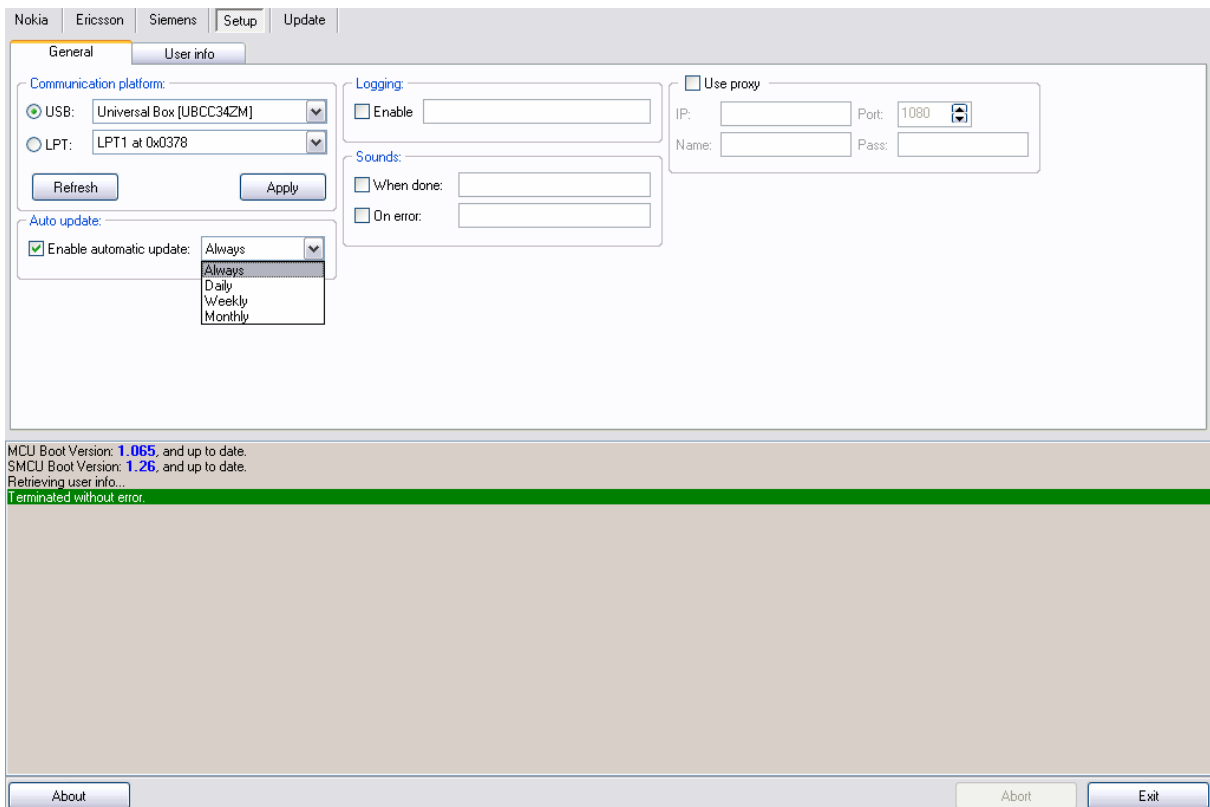 Nokia Ericsson Siemens Setup Update
General User info
Communication platform:
USB: Universal Box [UBCC34ZM]
LPT: LPT1 at 0x0378
Refresh Apply
Auto update:
Enable automatic update: Always
Always
Daily
Weekly
Monthly
Logging:
Enable
Sounds:
When done:
On error:
Use proxy
IP: Port: 1080
Name: Pass:
MCU Boot Version: 1.065, and up to date.
SMCU Boot Version: 1.26, and up to date.
Retrieving user info...
Terminated without error.
About Abort Exit